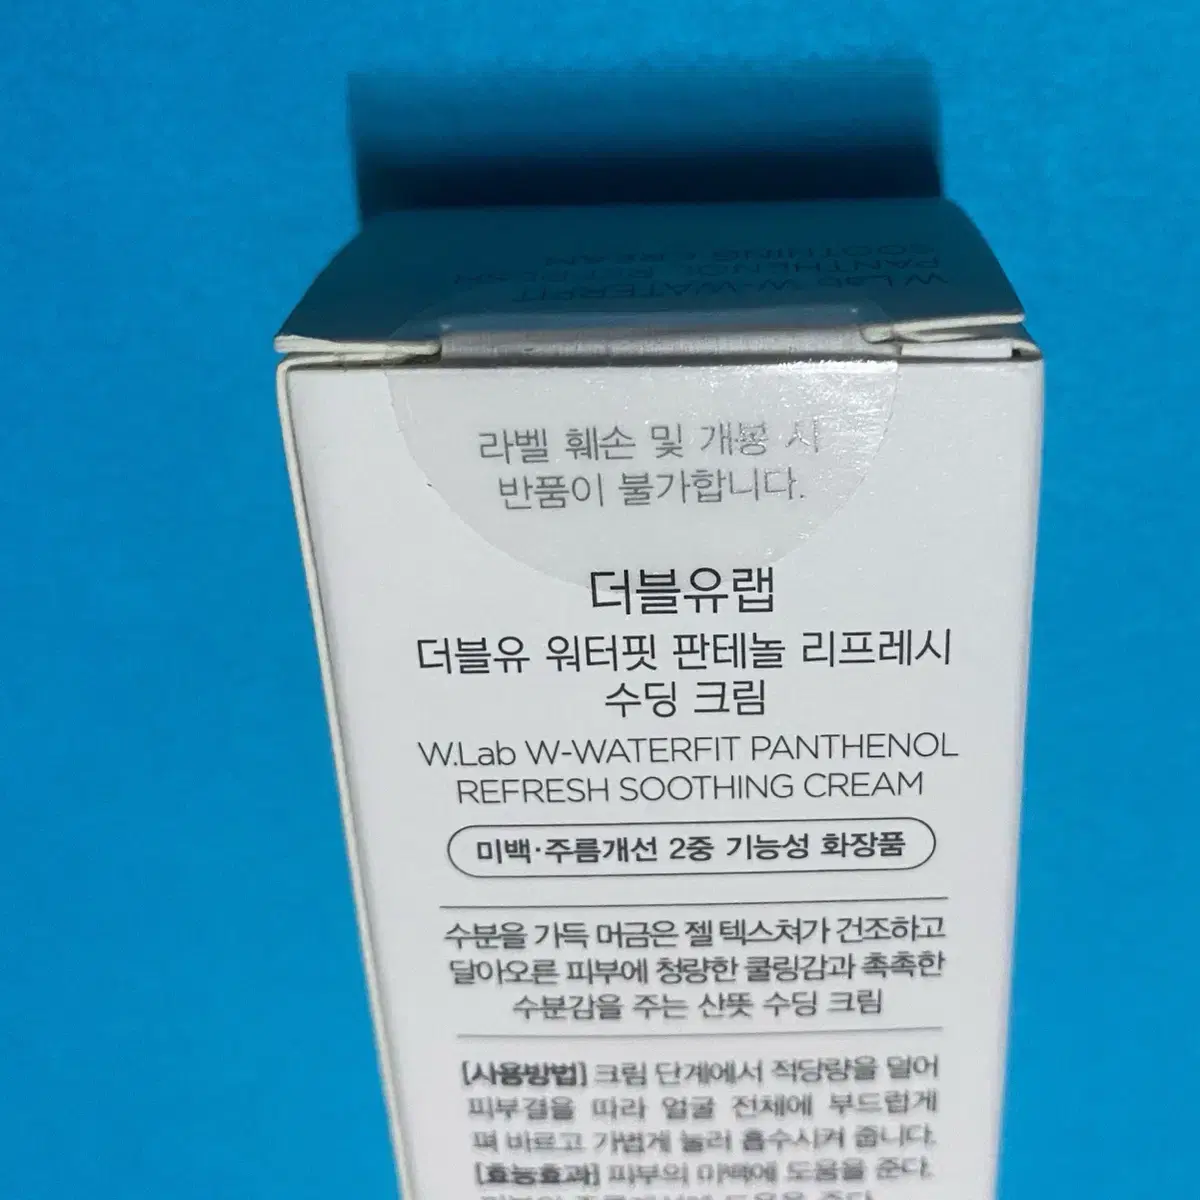 W.Lab W-WATERFIT
PANTHENOL REFRESH
SOOTHING CREAM
라벨 훼손 및 개봉 시
반품이 불가합니다.
더블유랩
더블유 워터핏 판테놀 리프레시
수딩 크림
W.Lab W-WATERFIT PANTHENOL
REFRESH SOOTHING CREAM
미백·주름개선 2중 기능성 화장품
수분을 가득 머금은 젤 텍스쳐가 건조하고
달아오른 피부에 청량한 쿨링감과 촉촉한
수분감을 주는 산뜻 수딩 크림
[사용방법] 크림 단계에서 적당량을 덜어
피부결을 따라 얼굴 전체에 부드럽게
펴 바르고 가볍게 눌러 흡수시켜 줍니다.
[효능효과] 피부의 미백에 도움을 준다.